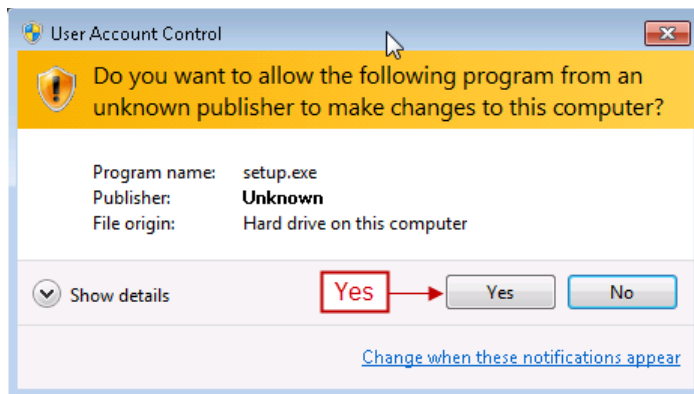 User Account Control
Do you want to allow the following program from an
unknown publisher to make changes to this computer?
Program name: setup.exe
Publisher: Unknown
File origin: Hard drive on this computer
Show details Yes Yes No
Change when these notifications appear